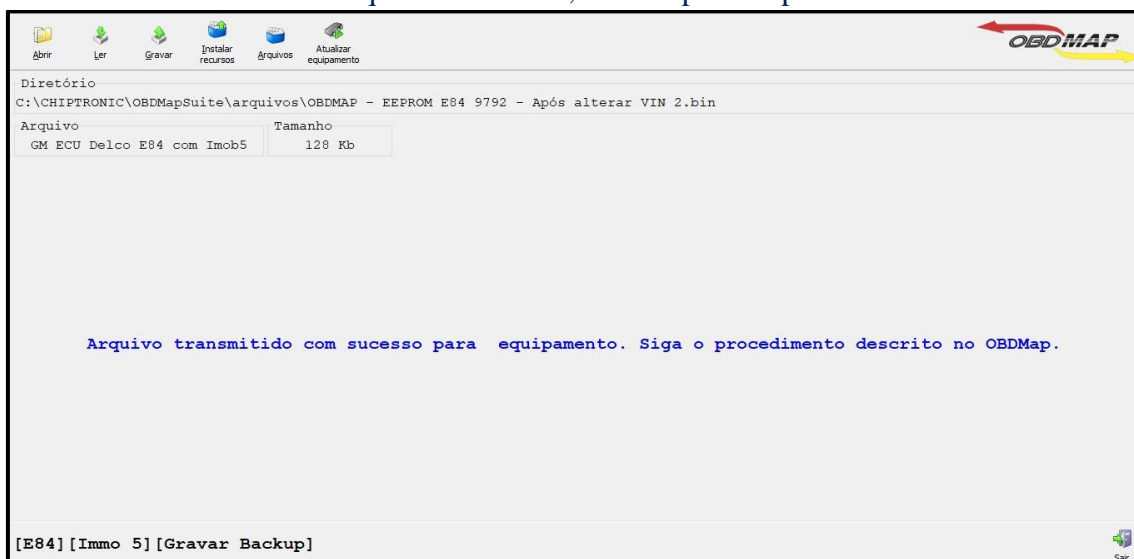 Abrir
Ler
Gravar
Instalar recursos
Arquivos
Atualizar equipamento
OBDMAP
Diretório
C:\CHIPTRONIC\OBDMapSuite\arquivos\OBDMAP - EEPROM E84 9792 - Após alterar VIN 2.bin
Arquivo Tamanho
GM ECU Delco E84 com Imob5 128 Kb
Arquivo transmitido com sucesso para equipamento. Siga o procedimento descrito no OBDMap.
[E84][Immo 5][Gravar Backup]